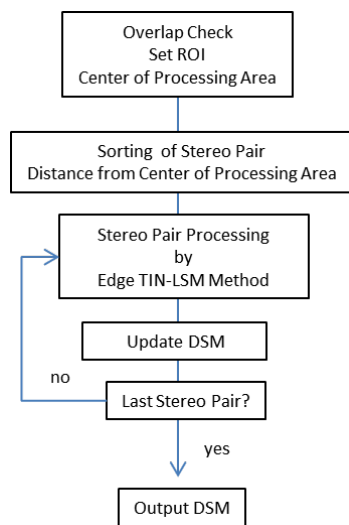 Overlap Check
Set ROI
Center of Processing Area
Sorting of Stereo Pair
Distance from Center of Processing Area
Stereo Pair Processing
by
Edge TIN-LSM Method
Update DSM
no
Last Stereo Pair?
yes
Output DSM